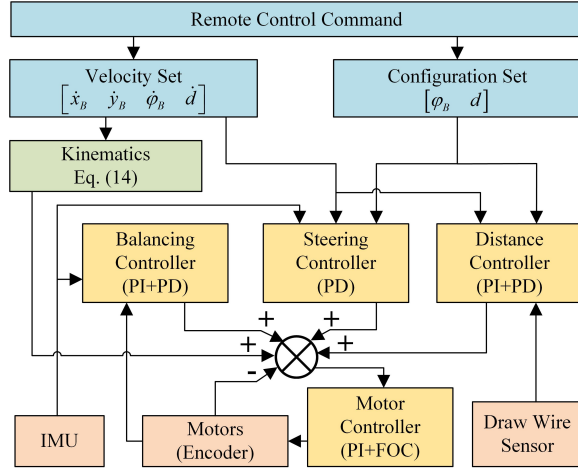 Remote Control Command
Velocity Set
[ẋ_B ẏ_B φ̇_B ḋ]
Configuration Set
[φ_B d]
Kinematics
Eq. (14)
Balancing
Controller
(PI+PD)
Steering
Controller
(PD)
Distance
Controller
(PI+PD)
+
+
+
+
-
IMU
Motors
(Encoder)
Motor
Controller
(PI+FOC)
Draw Wire
Sensor